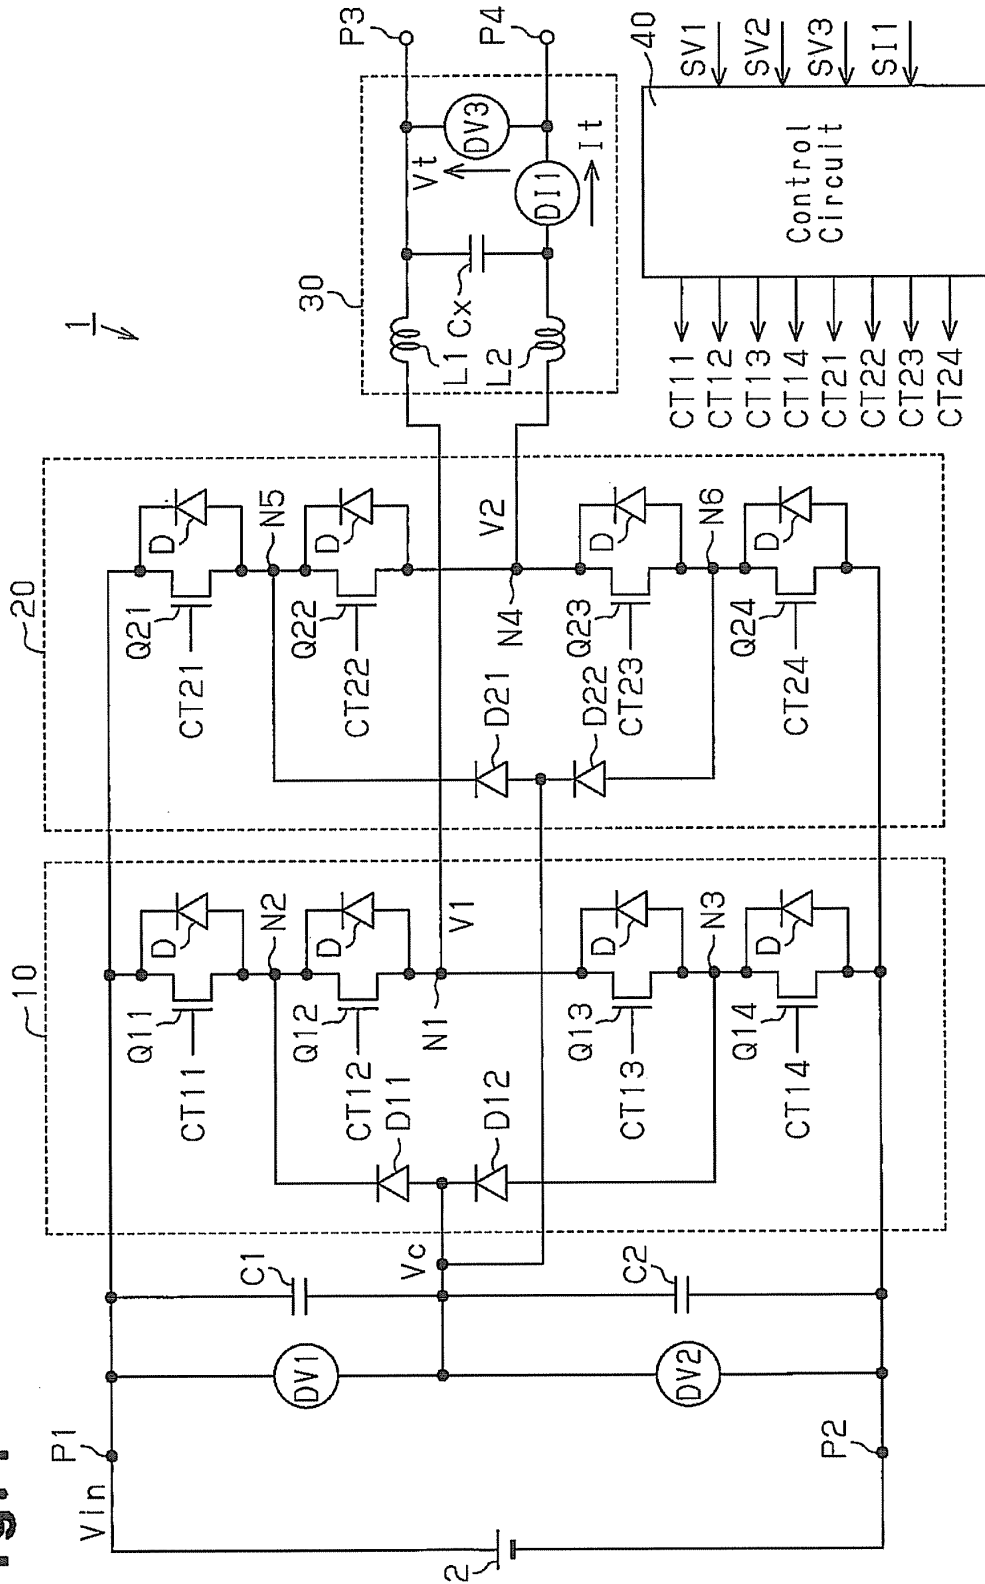 1
P1
Vin
2
P2
DV1
DV2
C1
C2
Vc
10
Q11
CT11
D
N2
Q12
CT12
D
D11
D12
N1
V1
Q13
CT13
D
N3
Q14
CT14
D
20
Q21
CT21
D
N5
Q22
CT22
D
D21
D22
N4
V2
Q23
CT23
D
N6
Q24
CT24
D
30
L1
L2
Cx
Vt
DV3
DI1
It
P3
P4
40
Control
Circuit
SV1
SV2
SV3
SI1
CT11
CT12
CT13
CT14
CT21
CT22
CT23
CT24